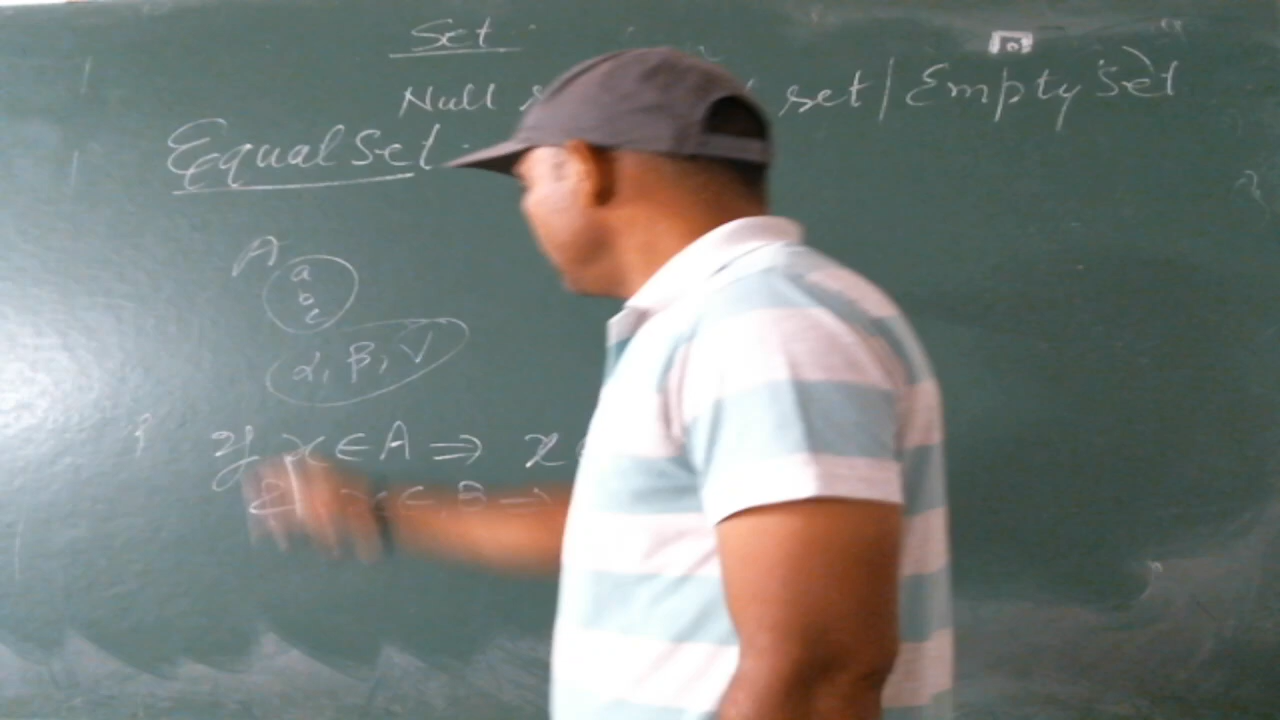 Set
Null set/Empty Set
Equal Set
A
a
b
c
α, β, γ
If x ∈ A ⇒ x
& x ∈ B ⇒